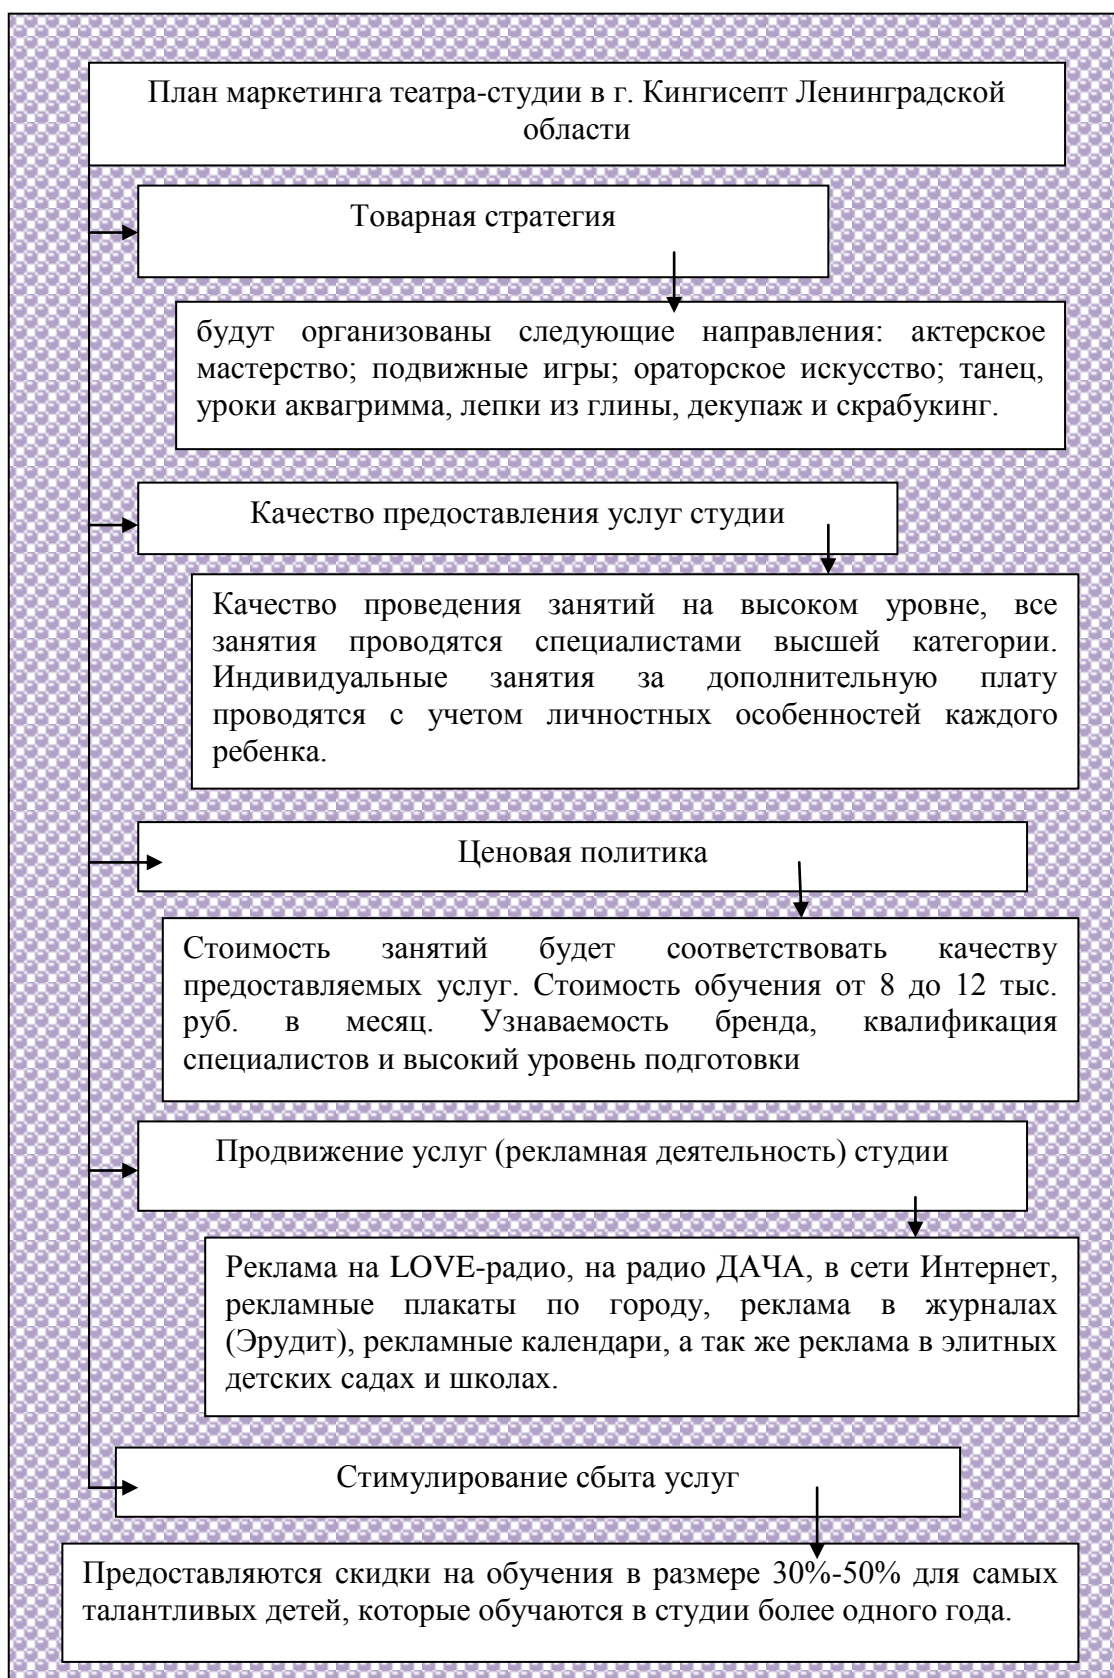 План маркетинга театра-студии в г. Кингисепт Ленинградской
области
Товарная стратегия
будут организованы следующие направления: актерское
мастерство; подвижные игры; ораторское искусство; танец,
уроки аквагримма, лепки из глины, декупаж и скрабукинг.
Качество предоставления услуг студии
Качество проведения занятий на высоком уровне, все
занятия проводятся специалистами высшей категории.
Индивидуальные занятия за дополнительную плату
проводятся с учетом личностных особенностей каждого
ребенка.
Ценовая политика
Стоимость занятий будет соответствовать качеству
предоставляемых услуг. Стоимость обучения от 8 до 12 тыс.
руб. в месяц. Узнаваемость бренда, квалификация
специалистов и высокий уровень подготовки
Продвижение услуг (рекламная деятельность) студии
Реклама на LOVE-радио, на радио ДАЧА, в сети Интернет,
рекламные плакаты по городу, реклама в журналах
(Эрудит), рекламные календари, а так же реклама в элитных
детских садах и школах.
Стимулирование сбыта услуг
Предоставляются скидки на обучения в размере 30%-50% для самых
талантливых детей, которые обучаются в студии более одного года.